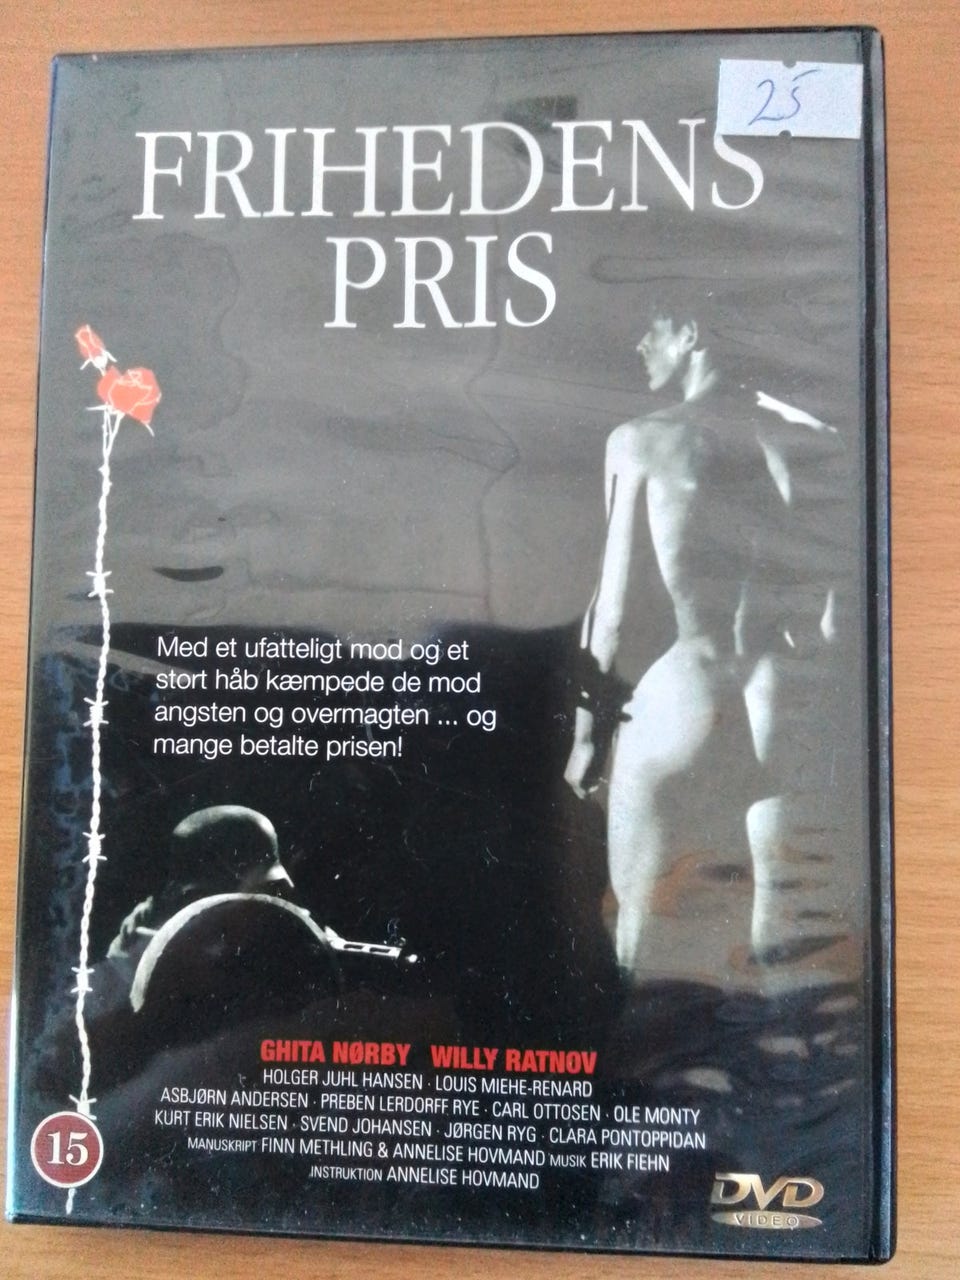 25
FRIHEDENS
PRIS
Med et ufatteligt mod og et
stort håb kæmpede de mod
angsten og overmagten ... og
mange betalte prisen!
GHITA NØRBY WILLY RATNOV
HOLGER JUHL HANSEN · LOUIS MIEHE-RENARD
ASBJØRN ANDERSEN · PREBEN LERDORFF RYE · CARL OTTOSEN · OLE MONTY
KURT ERIK NIELSEN · SVEND JOHANSEN · JØRGEN RYG · CLARA PONTOPPIDAN
MANUSKRIPT FINN METHLING & ANNELISE HOVMAND MUSIK ERIK FIEHN
INSTRUKTION ANNELISE HOVMAND
15
DVD
VIDEO